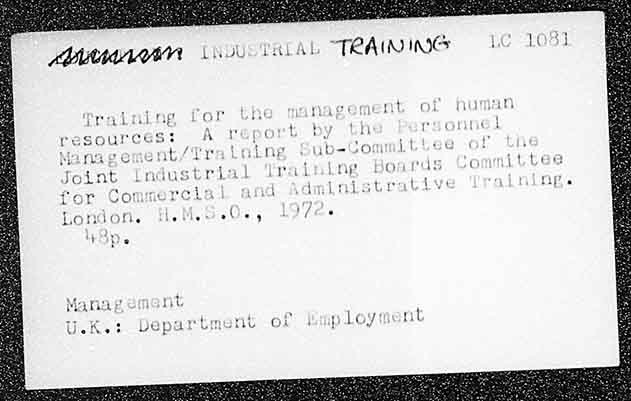 INDUSTRIAL TRAINING LC 1081
Training for the management of human
resources: A report by the Personnel
Management/Training Sub-Committee of the
Joint Industrial Training Boards Committee
for Commercial and Administrative Training.
London. H.M.S.O., 1972.
48p.
Management
U.K.: Department of Employment